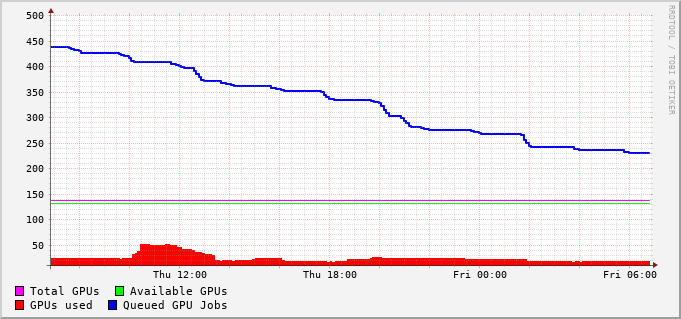 500
450
400
350
300
250
200
150
100
50
Thu 12:00 Thu 18:00 Fri 00:00 Fri 06:00
Total GPUs Available GPUs
GPUs used Queued GPU Jobs
RRDTOOL / TOBI OETIKER